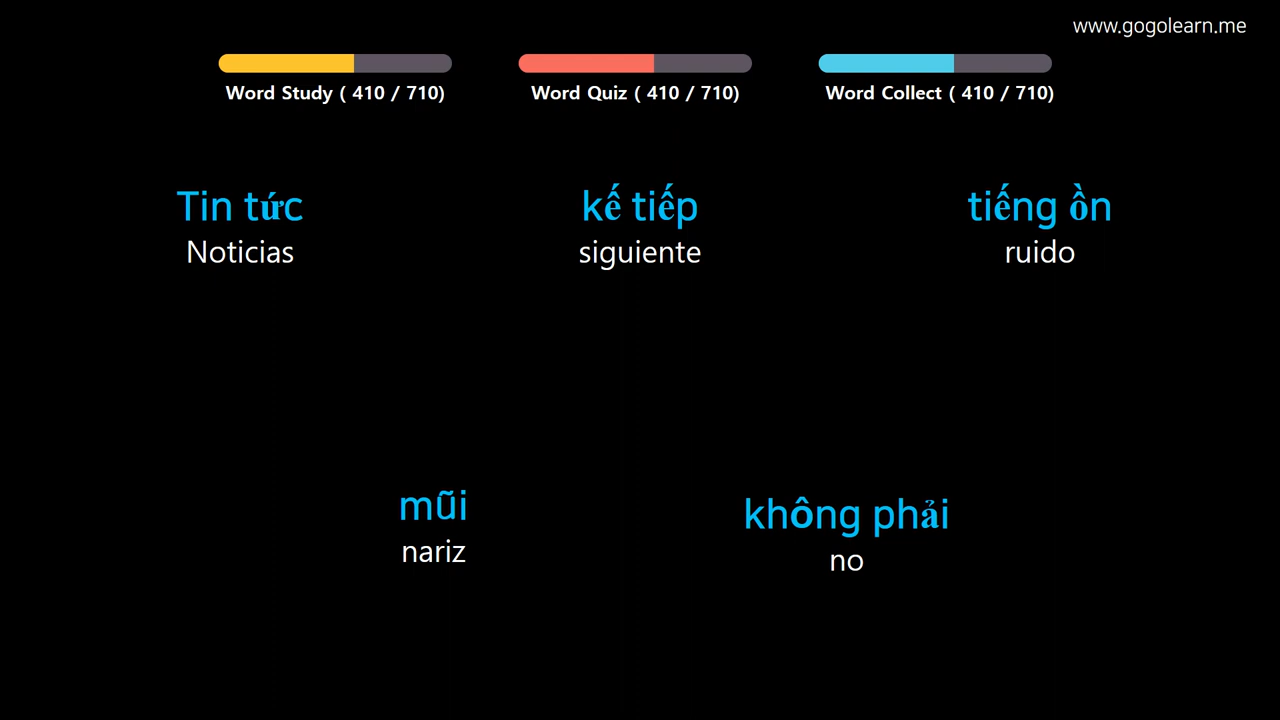 www.gogolearn.me
Word Study ( 410 / 710)
Word Quiz ( 410 / 710)
Word Collect ( 410 / 710)
Tin tức
Noticias
kế tiếp
siguiente
tiếng ồn
ruido
mũi
nariz
không phải
no